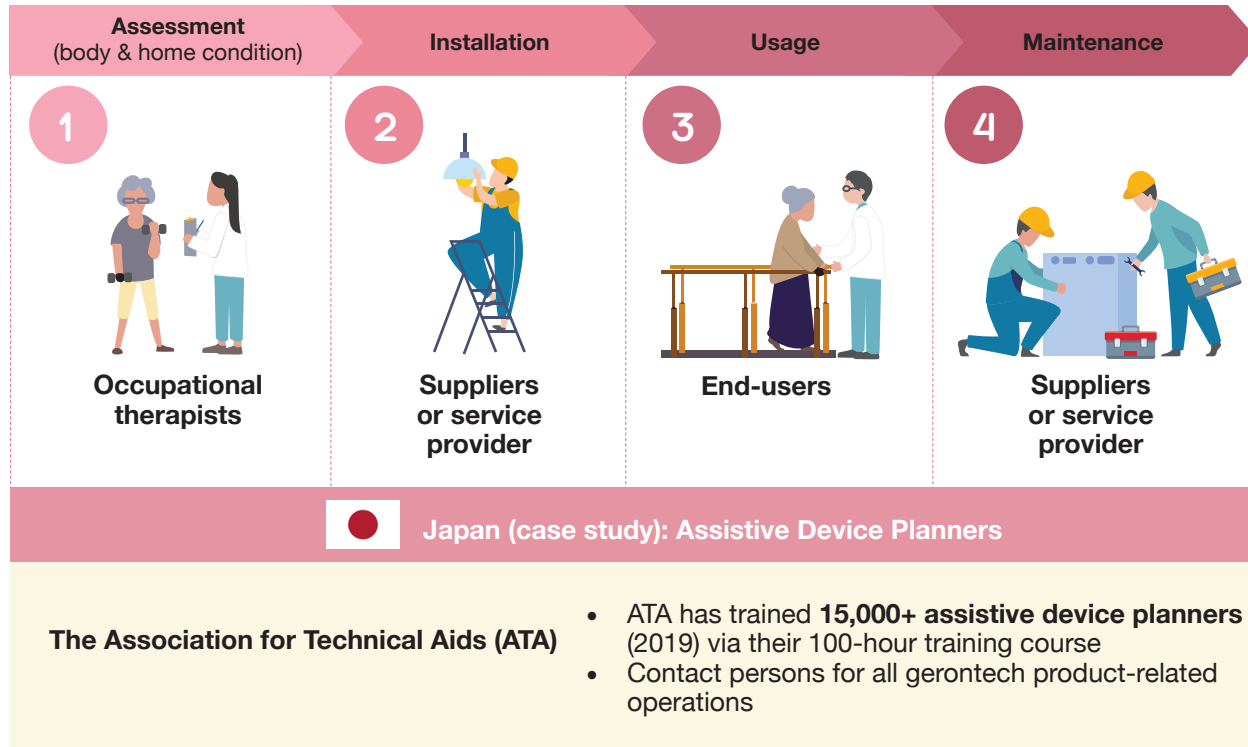 Assessment
(body & home condition)
Installation
Usage
Maintenance
1
2
3
4
Occupational
therapists
Suppliers
or service
provider
End-users
Suppliers
or service
provider
Japan (case study): Assistive Device Planners
The Association for Technical Aids (ATA)
• ATA has trained 15,000+ assistive device planners
(2019) via their 100-hour training course
• Contact persons for all gerontech product-related
operations